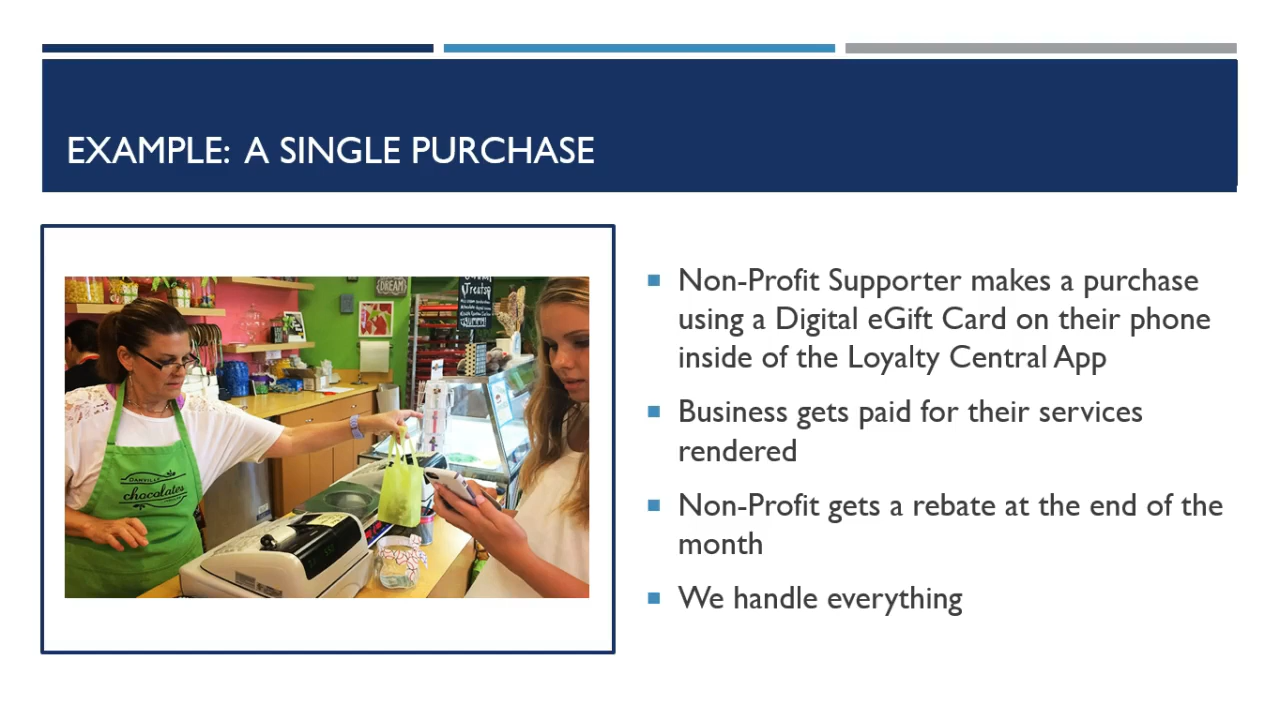 EXAMPLE: A SINGLE PURCHASE
DREAM
Treats
DANVILLE
chocolates
Non-Profit Supporter makes a purchase
using a Digital eGift Card on their phone
inside of the Loyalty Central App
Business gets paid for their services
rendered
Non-Profit gets a rebate at the end of the
month
We handle everything